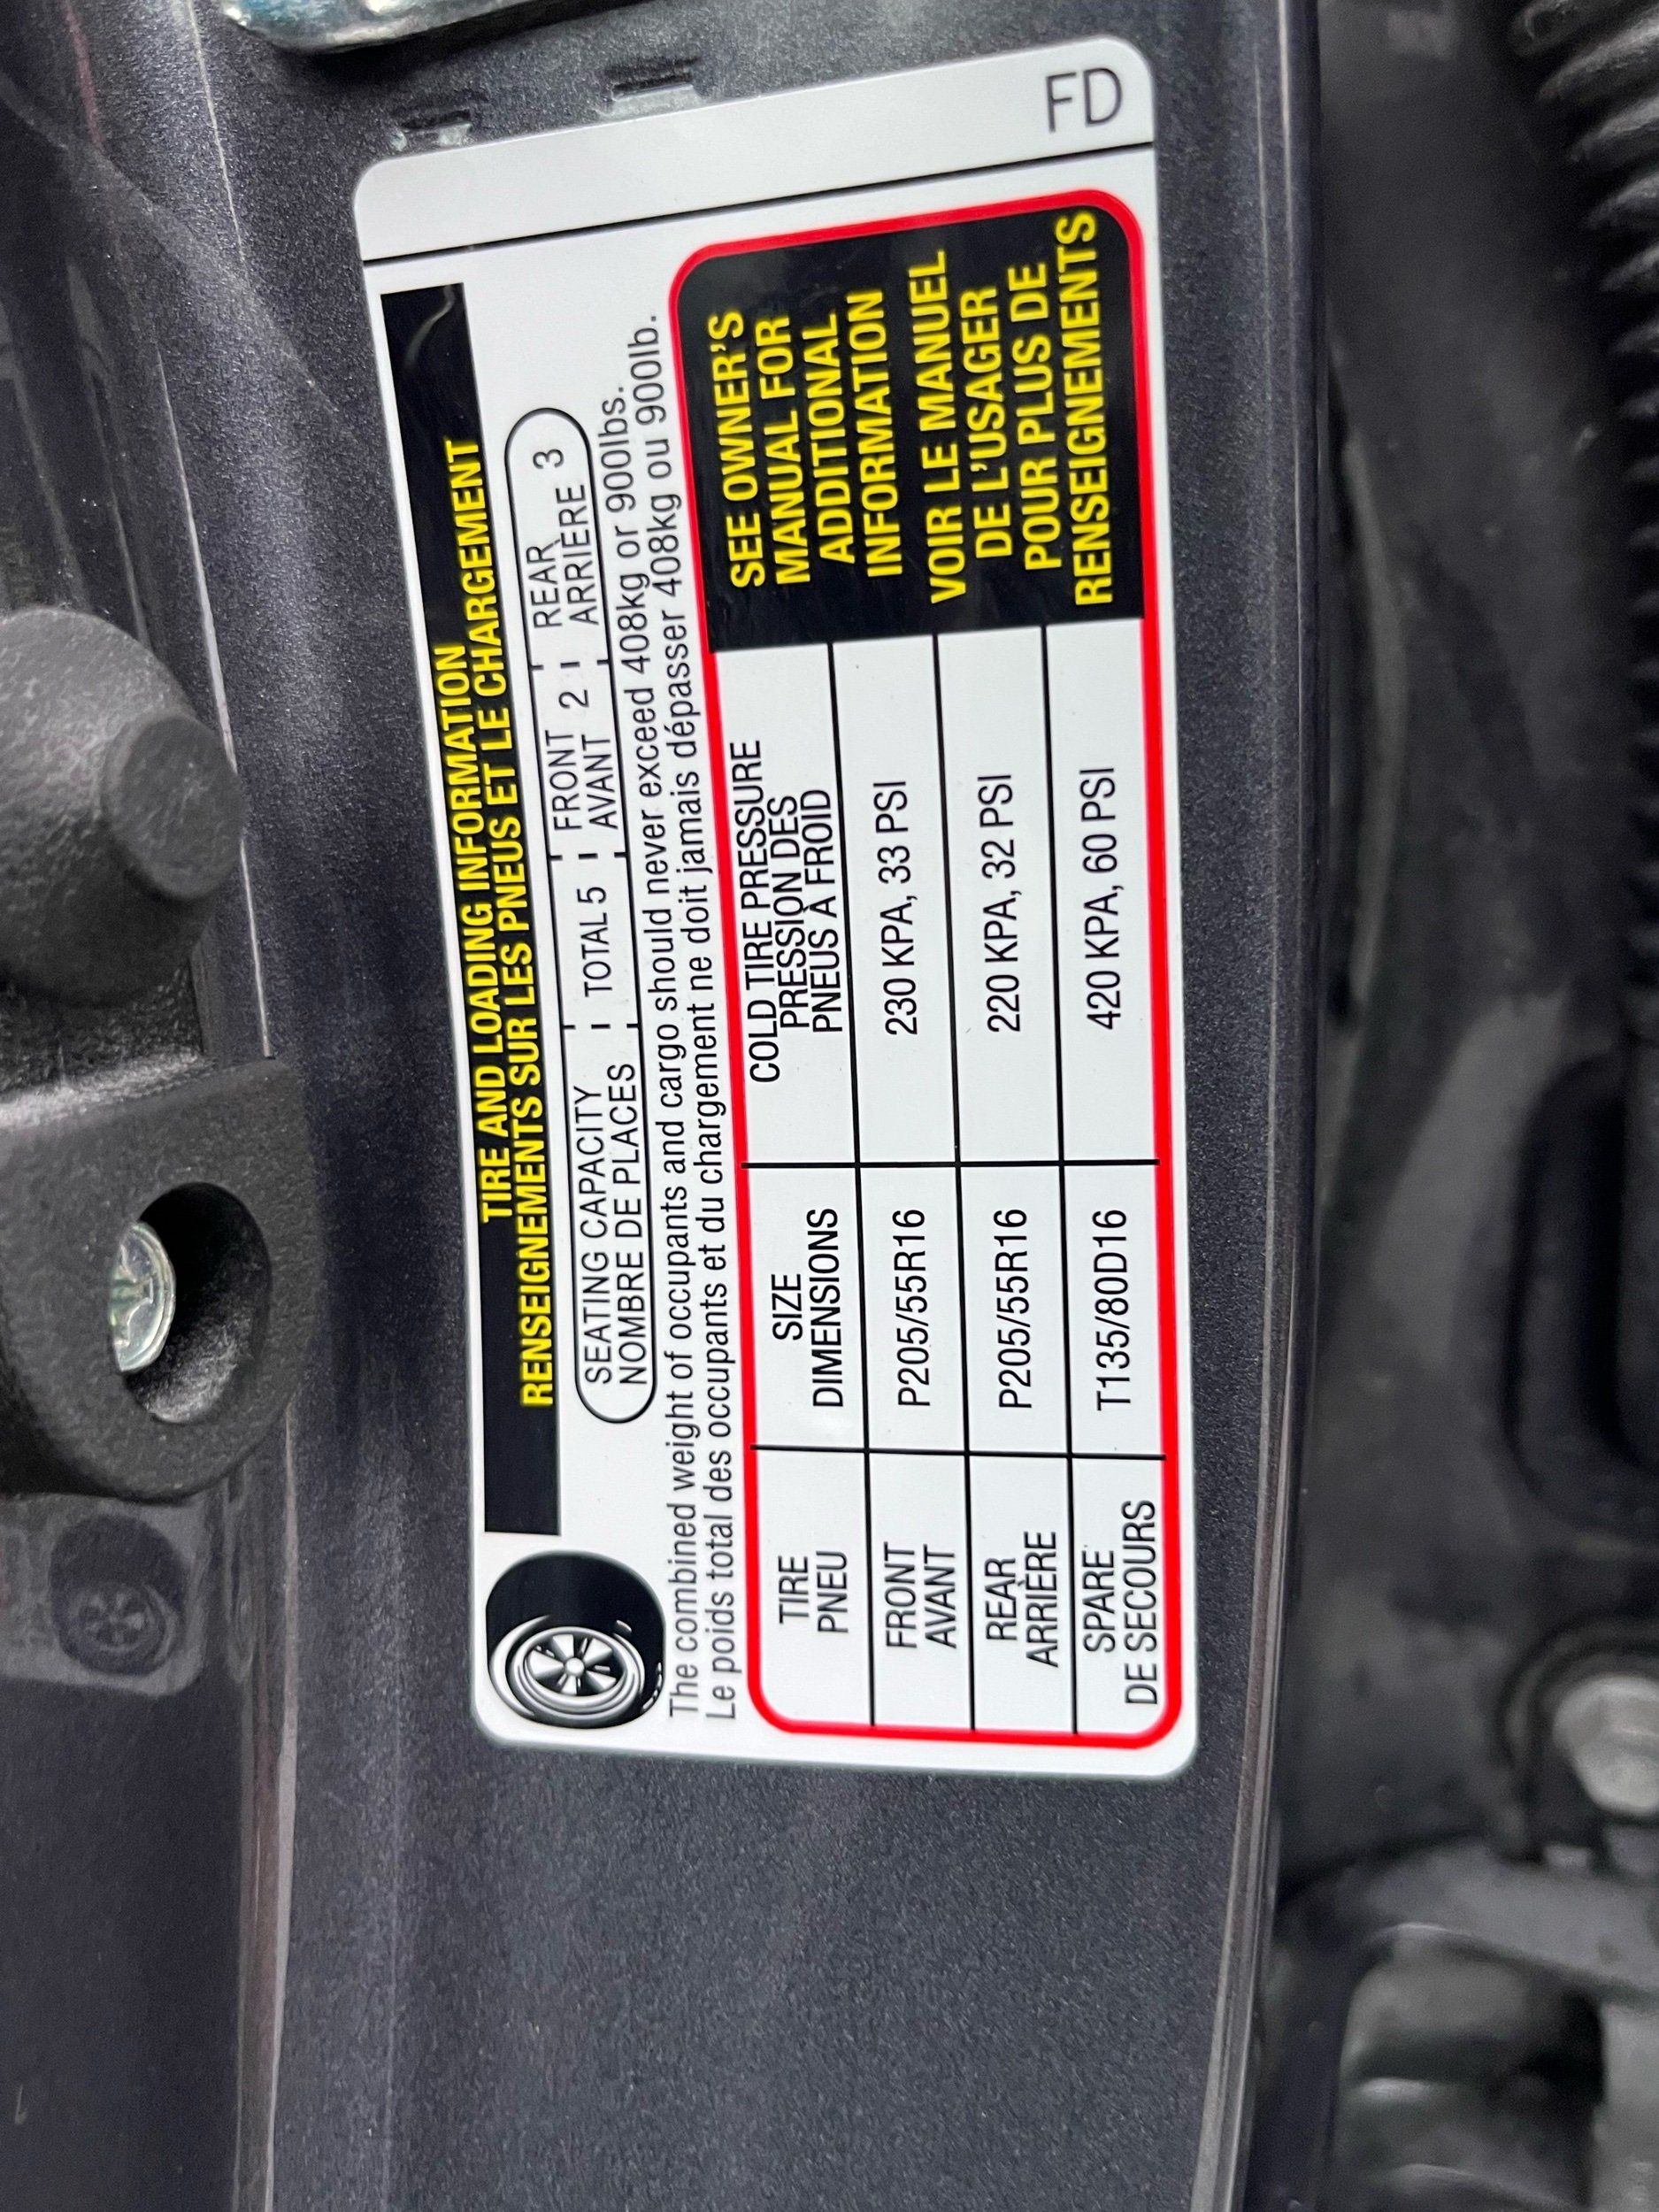 TIRE AND LOADING INFORMATION
RENSEIGNEMENTS SUR LES PNEUS ET LE CHARGEMENT
SEATING CAPACITY TOTAL 5 FRONT 2 REAR 3
NOMBRE DE PLACES AVANT ARRIÈRE
The combined weight of occupants and cargo should never exceed 408kg or 900lbs.
Le poids total des occupants et du chargement ne doit jamais dépasser 408kg ou 900lb.
TIRE SIZE COLD TIRE PRESSURE
PNEU DIMENSIONS PRESSION DES
PNEUS À FROID
FRONT P205/55R16 230 KPA, 33 PSI
AVANT
REAR P205/55R16 220 KPA, 32 PSI
ARRIÈRE
SPARE T135/80D16 420 KPA, 60 PSI
DE SECOURS
SEE OWNER'S
MANUAL FOR
ADDITIONAL
INFORMATION
VOIR LE MANUEL
DE L'USAGER
POUR PLUS DE
RENSEIGNEMENTS
FD